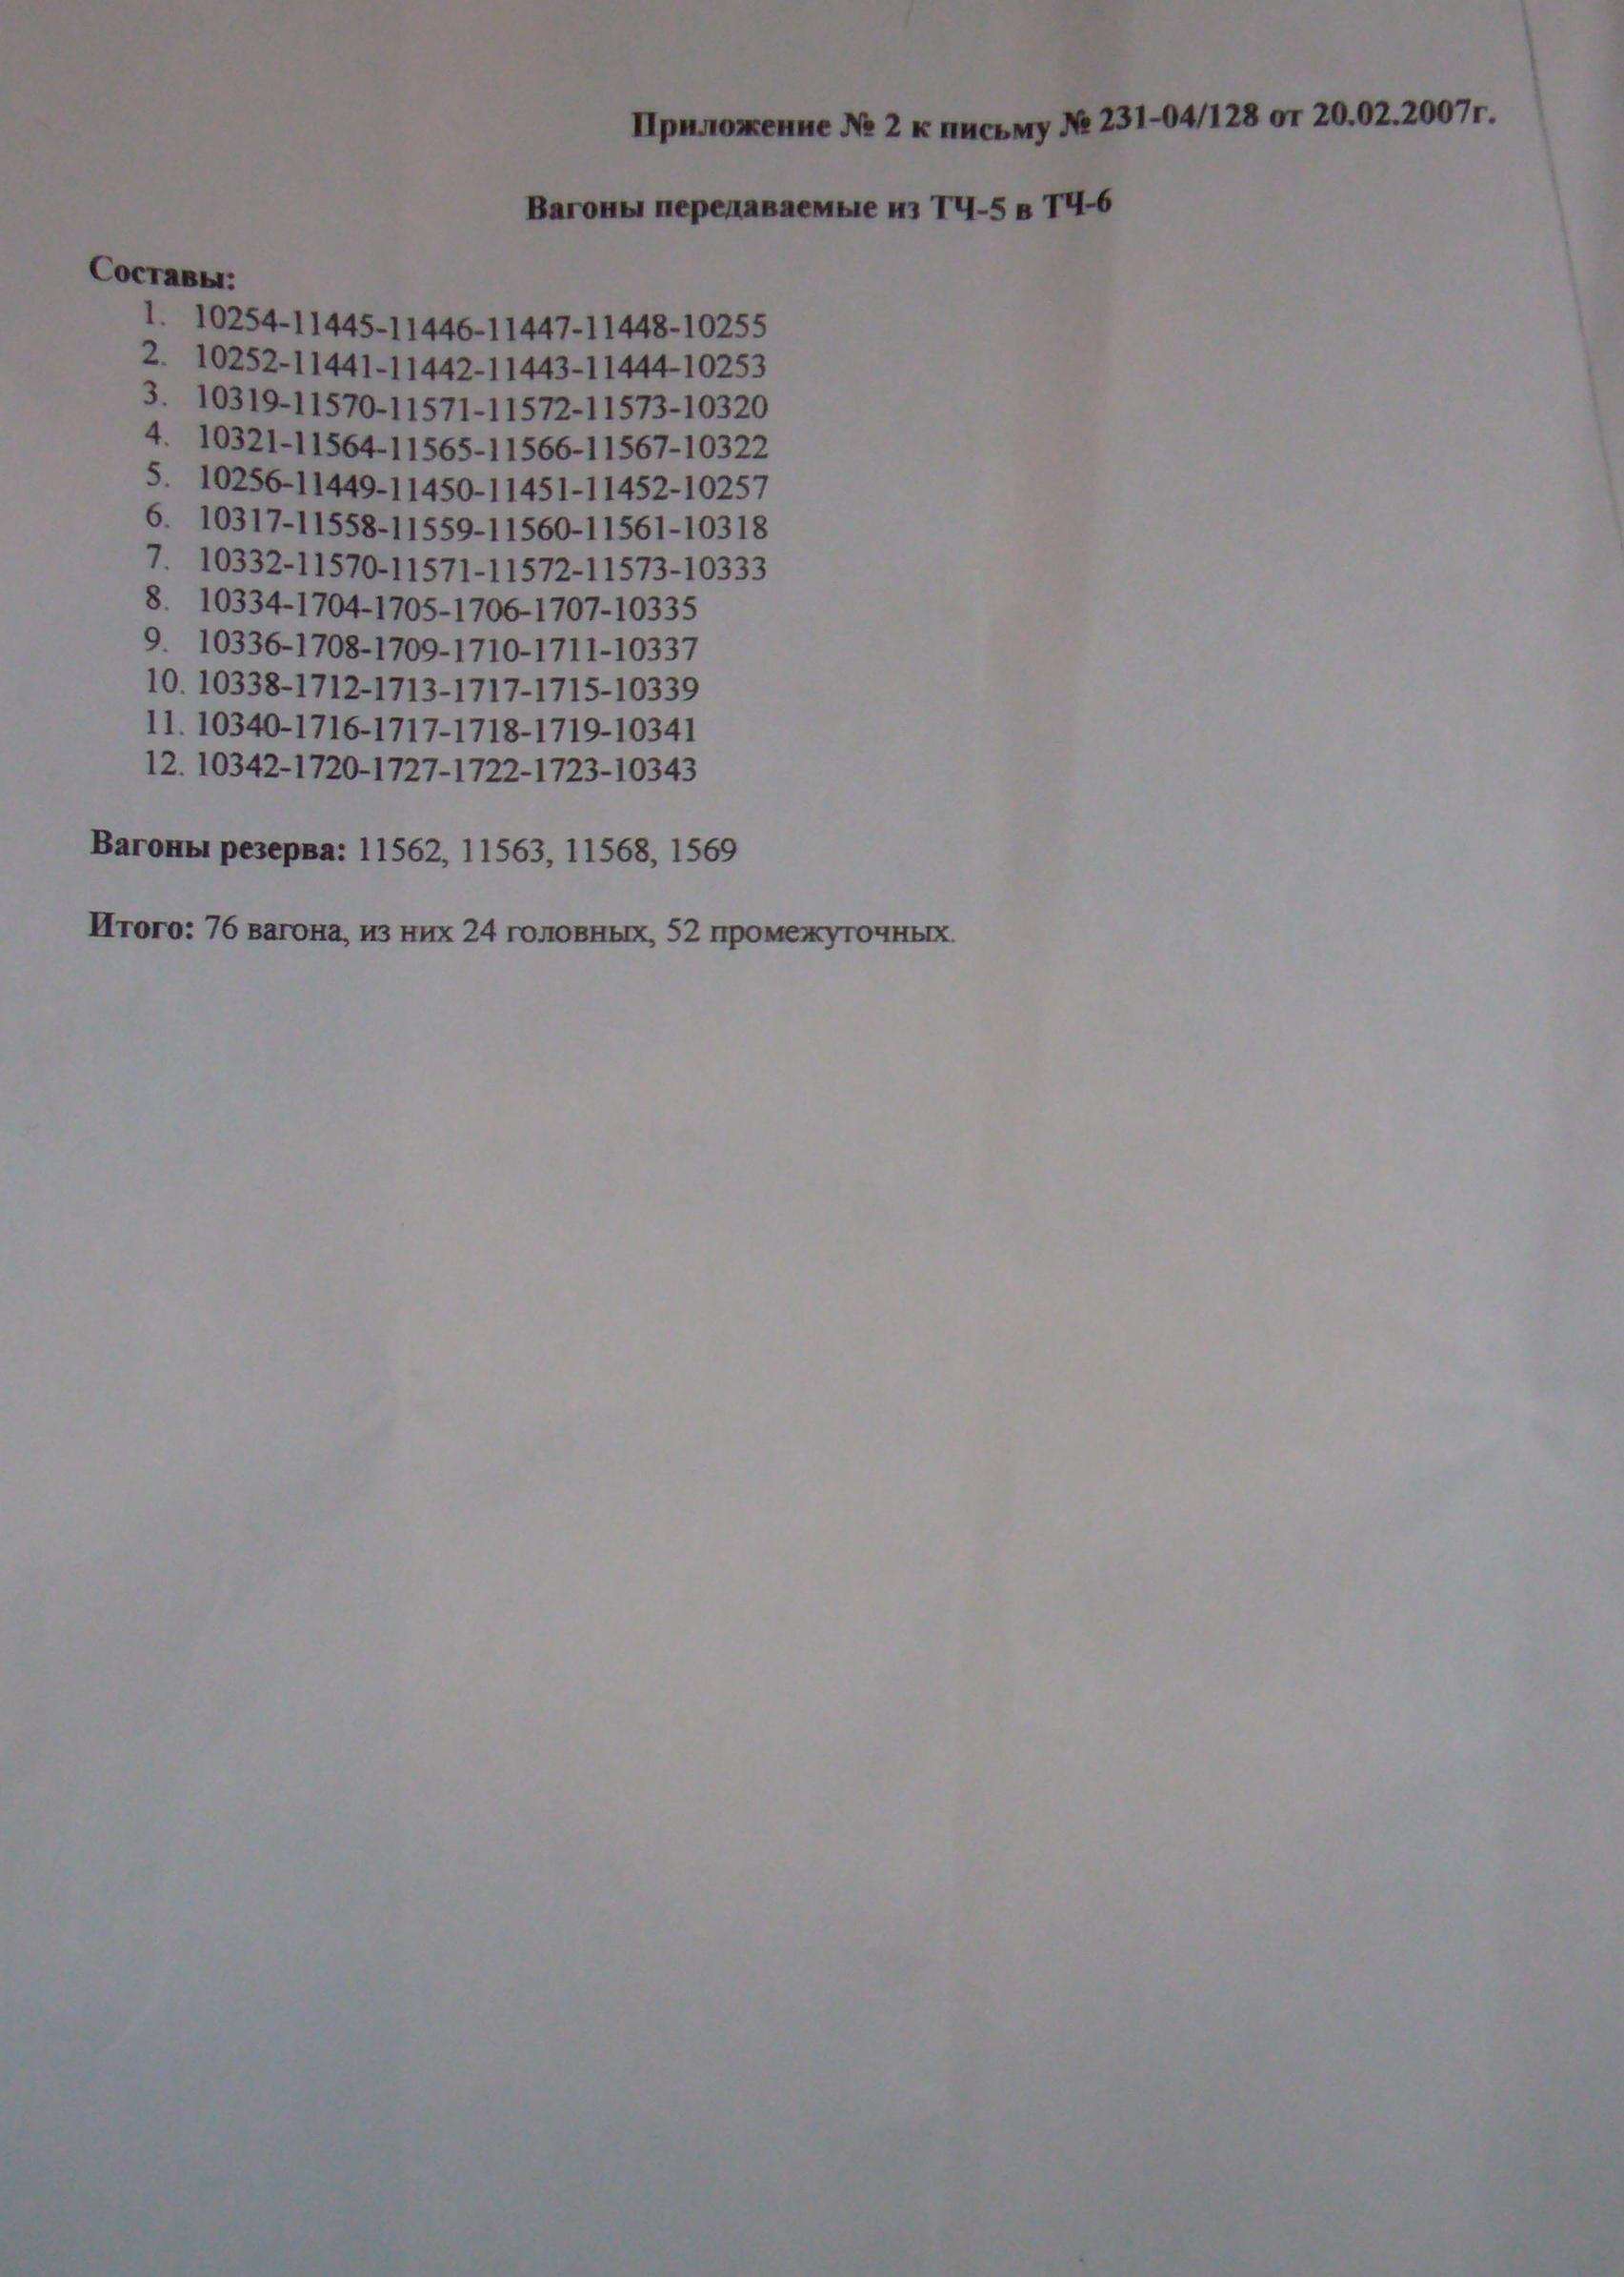 Приложение № 2 к письму № 231-04/128 от 20.02.2007г.
Вагоны передаваемые из ТЧ-5 в ТЧ-6
Составы:
1. 10254-11445-11446-11447-11448-10255
2. 10252-11441-11442-11443-11444-10253
3. 10319-11570-11571-11572-11573-10320
4. 10321-11564-11565-11566-11567-10322
5. 10256-11449-11450-11451-11452-10257
6. 10317-11558-11559-11560-11561-10318
7. 10332-11570-11571-11572-11573-10333
8. 10334-1704-1705-1706-1707-10335
9. 10336-1708-1709-1710-1711-10337
10. 10338-1712-1713-1717-1715-10339
11. 10340-1716-1717-1718-1719-10341
12. 10342-1720-1727-1722-1723-10343
Вагоны резерва: 11562, 11563, 11568, 1569
Итого: 76 вагона, из них 24 головных, 52 промежуточных.